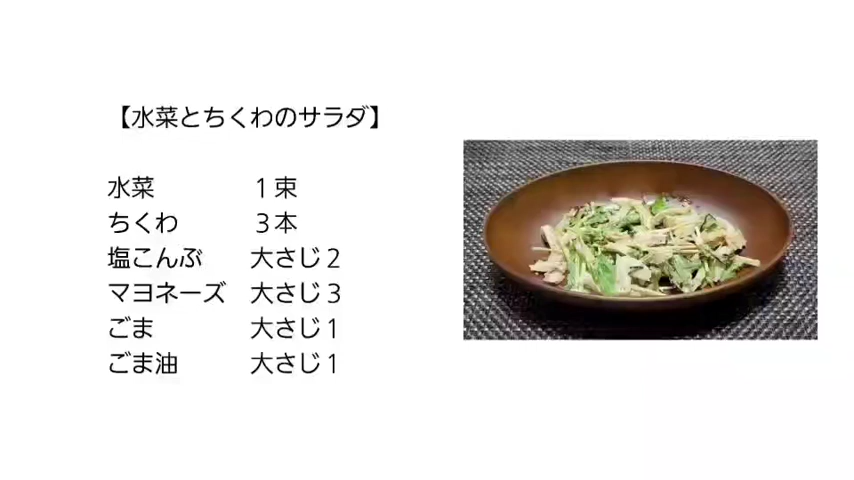 【水菜とちくわのサラダ】
水菜 1束
ちくわ 3本
塩こんぶ 大さじ2
マヨネーズ 大さじ3
ごま 大さじ1
ごま油 大さじ1